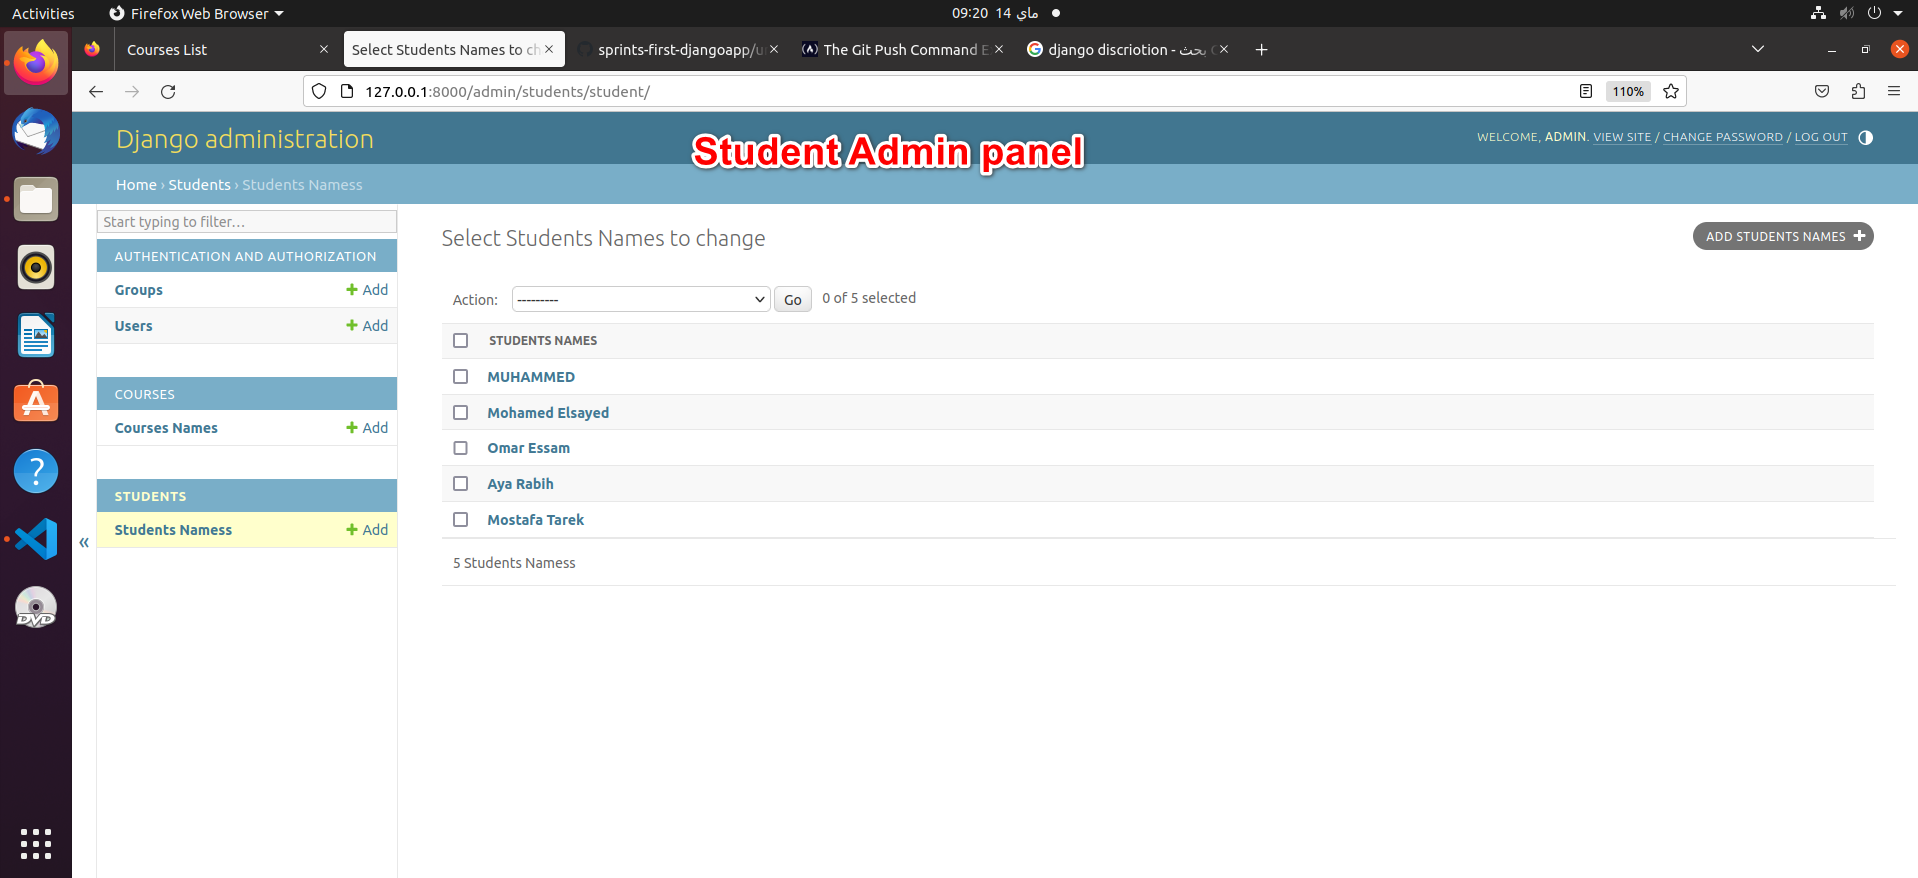 Activities
Firefox Web Browser
09:20 14 ماي
Courses List
Select Students Names to ch
sprints-first-djangoapp/u
The Git Push Command E
django discriotion - بحث
127.0.0.1:8000/admin/students/student/
110%
Django administration
Student Admin panel
WELCOME, ADMIN. VIEW SITE / CHANGE PASSWORD / LOG OUT
Home › Students › Students Namess
Start typing to filter…
AUTHENTICATION AND AUTHORIZATION
Groups
Add
Users
Add
COURSES
Courses Names
Add
STUDENTS
Students Namess
Add
«
Select Students Names to change
ADD STUDENTS NAMES
Action:
---------
Go
0 of 5 selected
STUDENTS NAMES
MUHAMMED
Mohamed Elsayed
Omar Essam
Aya Rabih
Mostafa Tarek
5 Students Namess
DVD